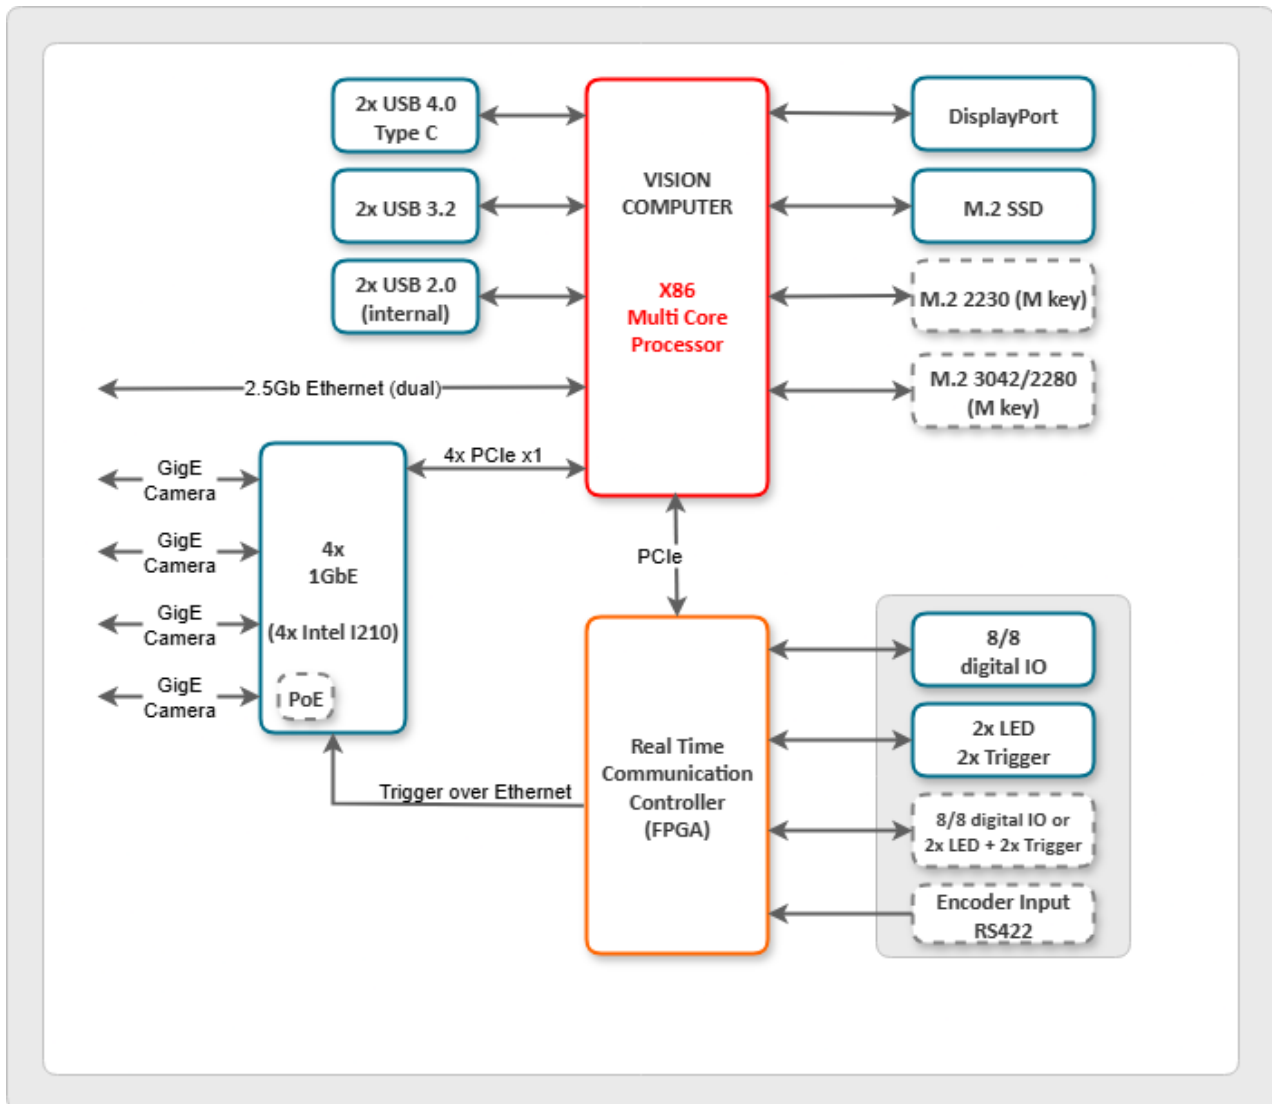 2x USB 4.0
Type C
2x USB 3.2
2x USB 2.0
(internal)
VISION
COMPUTER
X86
Multi Core
Processor
DisplayPort
M.2 SSD
M.2 2230 (M key)
M.2 3042/2280
(M key)
2.5Gb Ethernet (dual)
4x PCIe x1
GigE
Camera
GigE
Camera
GigE
Camera
GigE
Camera
4x
1GbE
(4x Intel I210)
PoE
PCIe
Trigger over Ethernet
Real Time
Communication
Controller
(FPGA)
8/8
digital IO
2x LED
2x Trigger
8/8 digital IO or
2x LED + 2x Trigger
Encoder Input
RS422